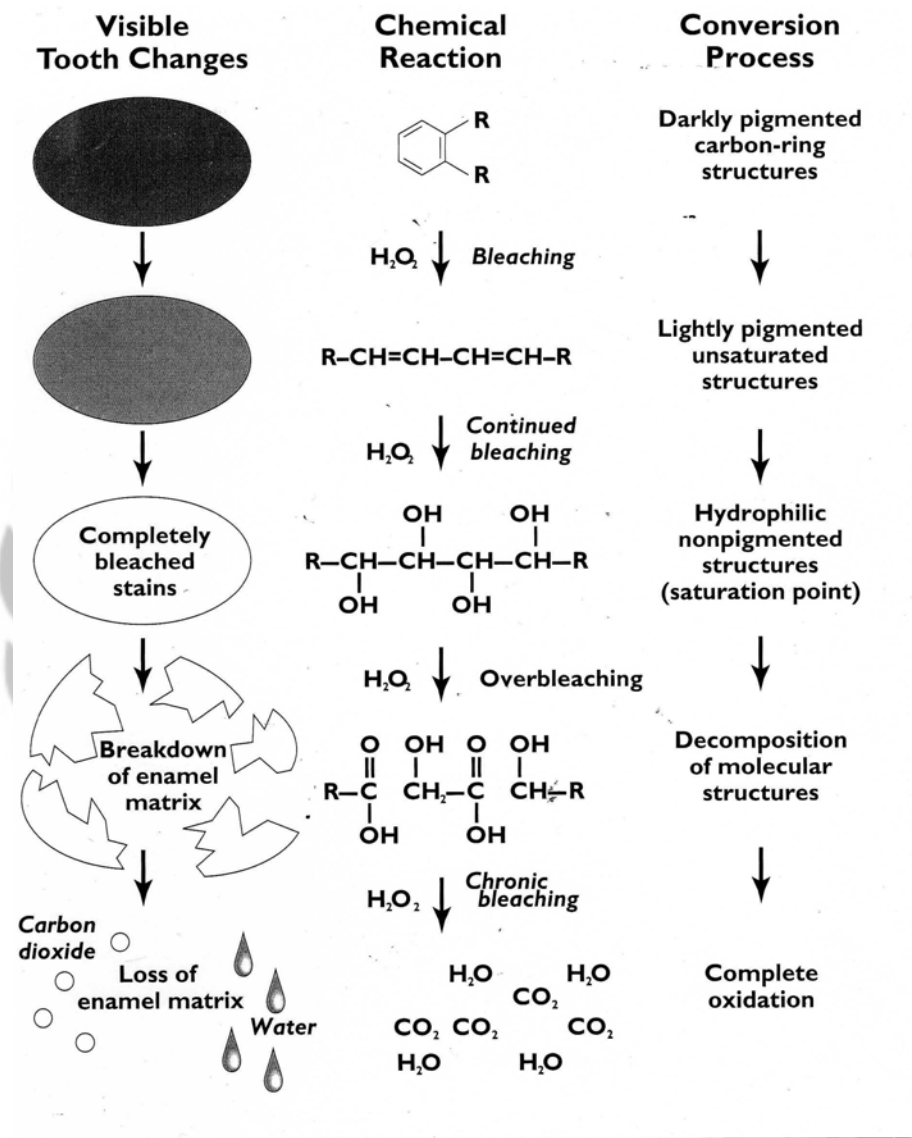 Visible
Tooth Changes
Chemical
Reaction
Conversion
Process
R
R
Darkly pigmented
carbon-ring
structures
H₂O₂ Bleaching
R–CH=CH–CH=CH–R
Lightly pigmented
unsaturated
structures
H₂O₂ Continued
bleaching
Completely
bleached
stains
OH OH
R–CH–CH–CH–CH–R
OH OH
Hydrophilic
nonpigmented
structures
(saturation point)
H₂O₂ Overbleaching
Breakdown
of enamel
matrix
O OH O OH
R–C CH₂–C CH–R
OH OH
Decomposition
of molecular
structures
H₂O₂ Chronic
bleaching
Carbon
dioxide
Loss of
enamel matrix
Water
H₂O H₂O
CO₂
CO₂ CO₂ CO₂
H₂O H₂O
Complete
oxidation